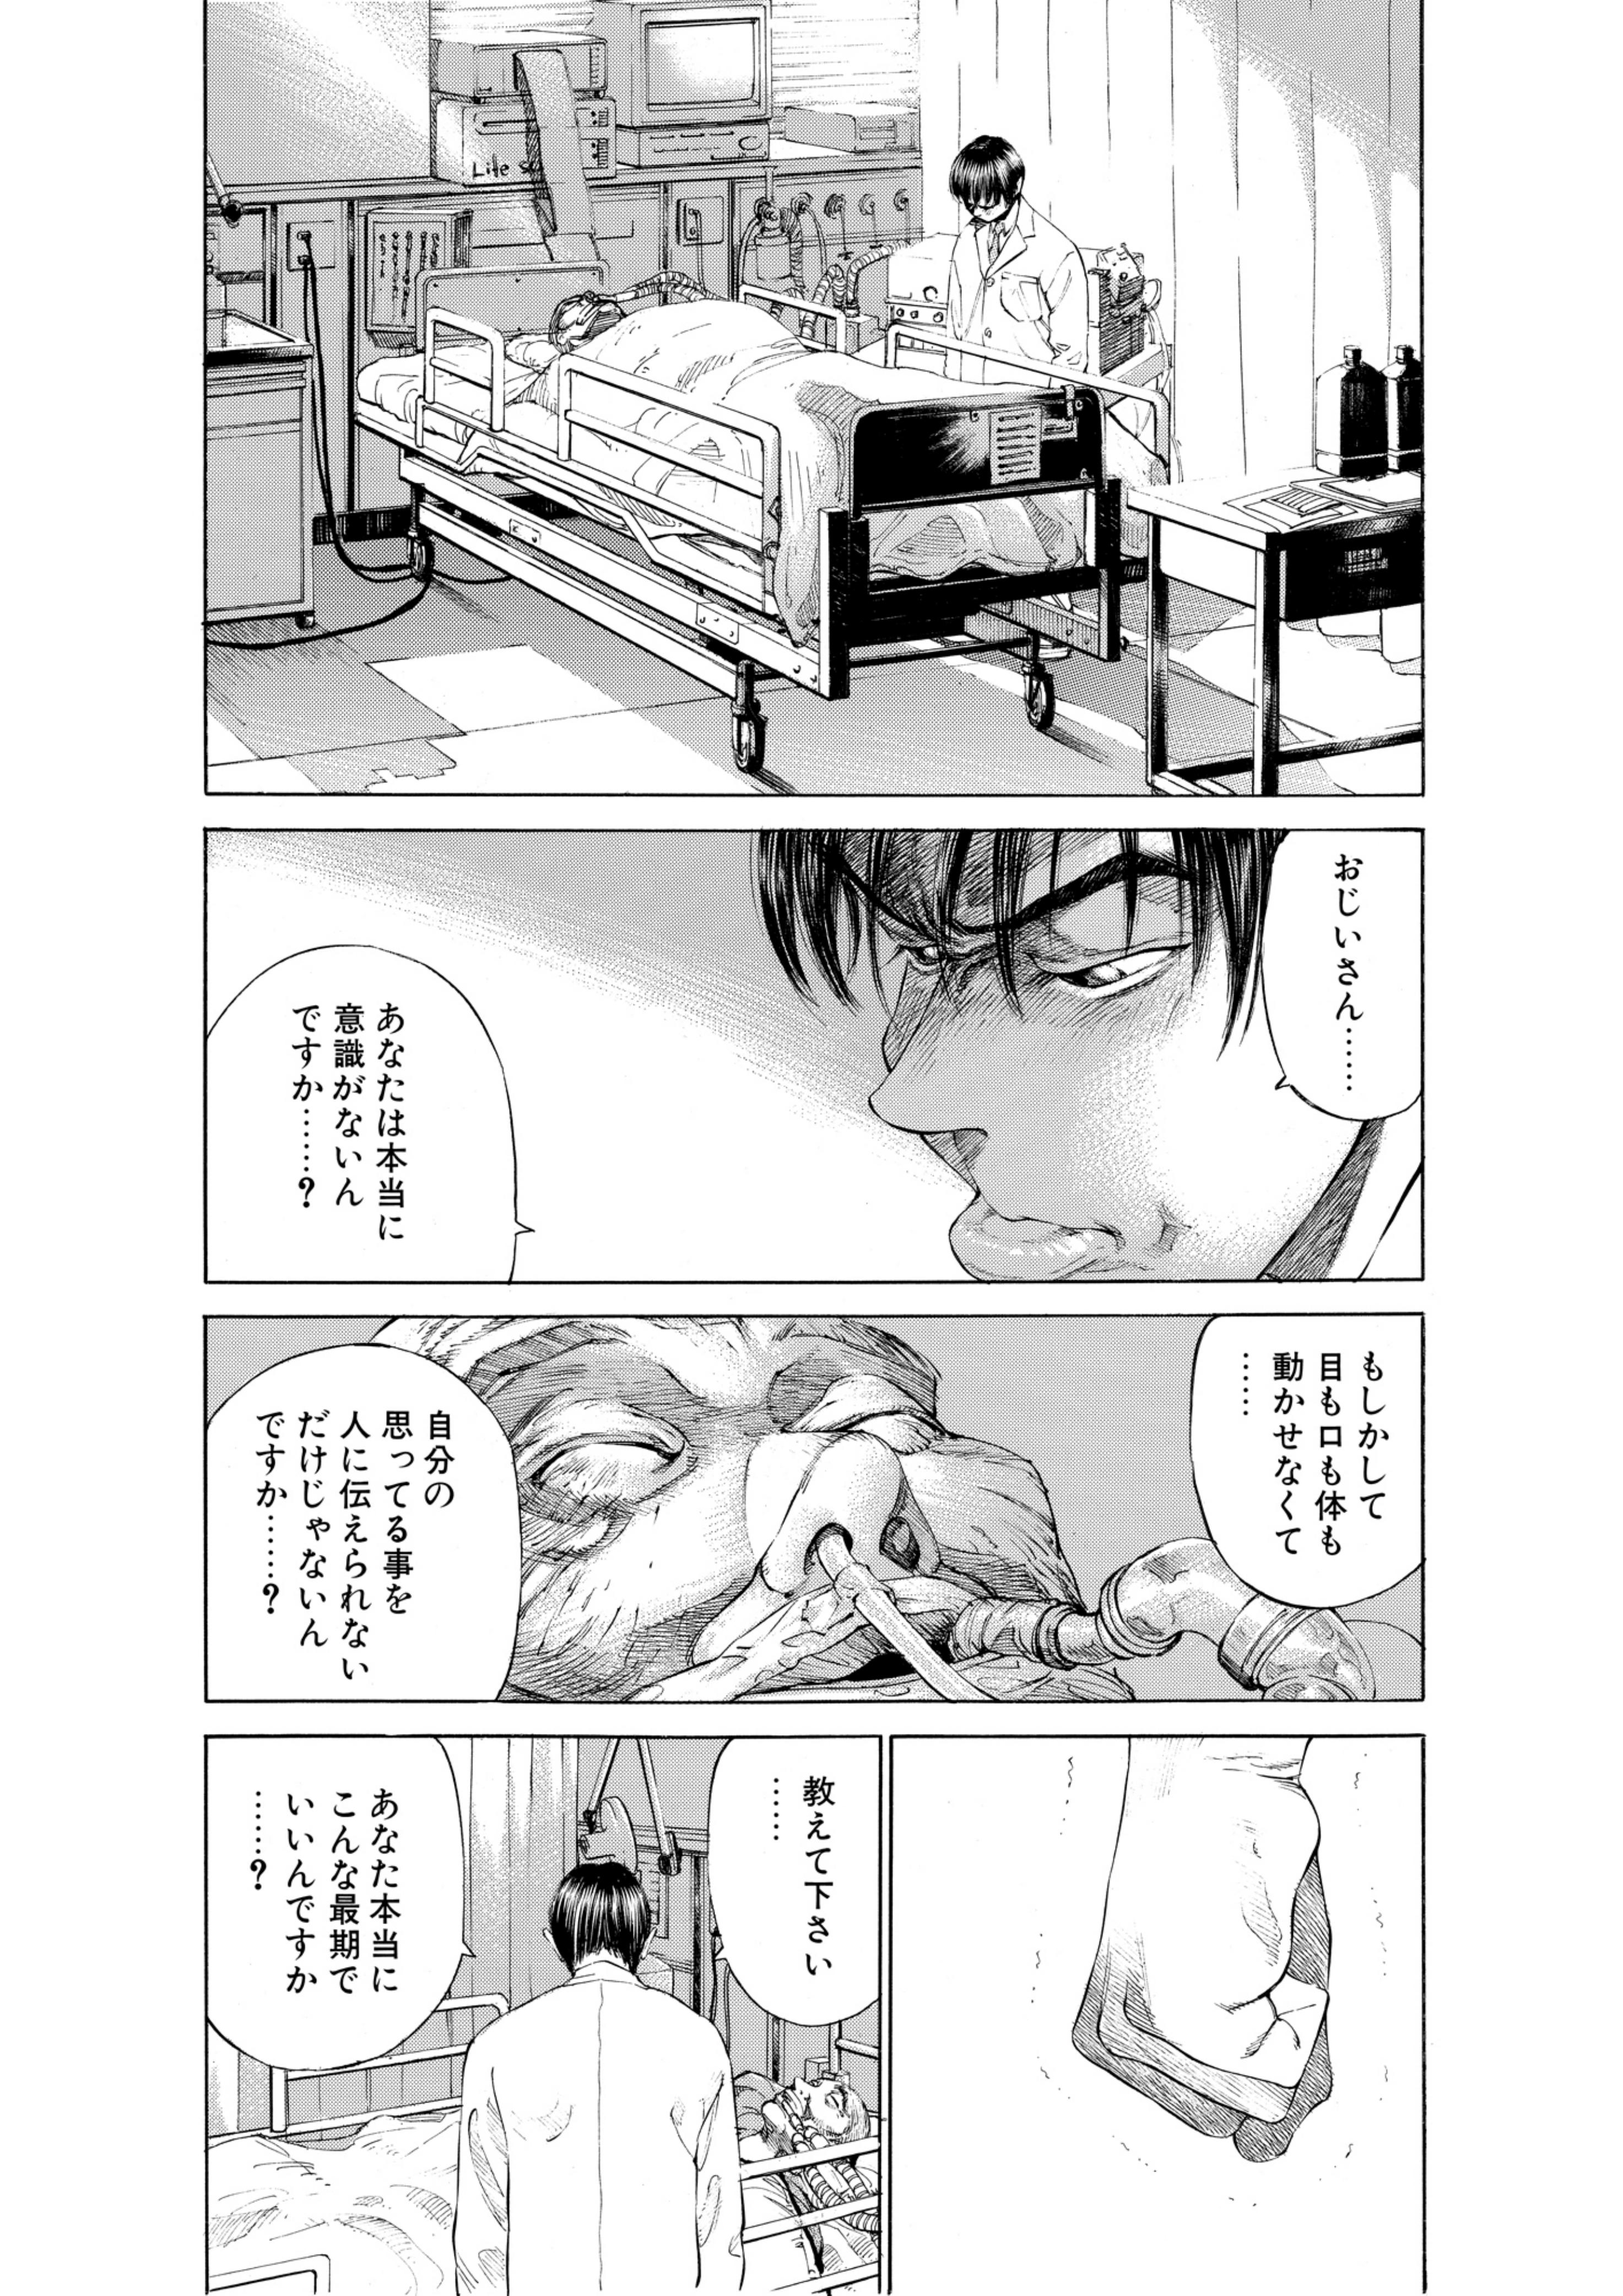 Life s
おじいさん……
あなたは本当に
意識がないん
ですか……？
もしかして
目も口も体も
動かせなくて
……
自分の
思ってる事を
人に伝えられない
だけじゃないん
ですか……？
教えて下さい
……
あなた本当に
こんな最期で
いいんですか
……？